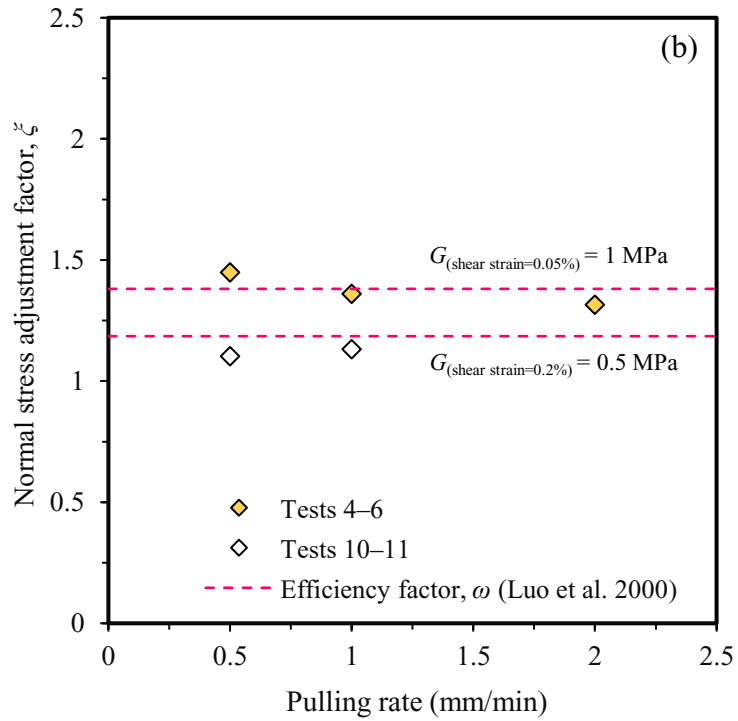 (b)
Normal stress adjustment factor, ξ
2.5
2
1.5
1
0.5
0
G(shear strain=0.05%) = 1 MPa
G(shear strain=0.2%) = 0.5 MPa
Tests 4–6
Tests 10–11
Efficiency factor, ω (Luo et al. 2000)
0 0.5 1 1.5 2 2.5
Pulling rate (mm/min)